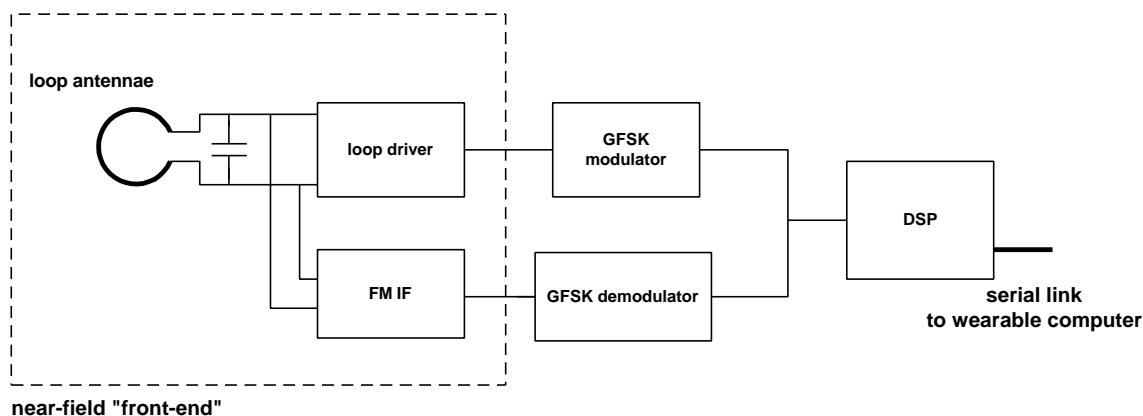 loop antennae
loop driver
GFSK
modulator
DSP
FM IF
GFSK demodulator
serial link
to wearable computer
near-field "front-end"